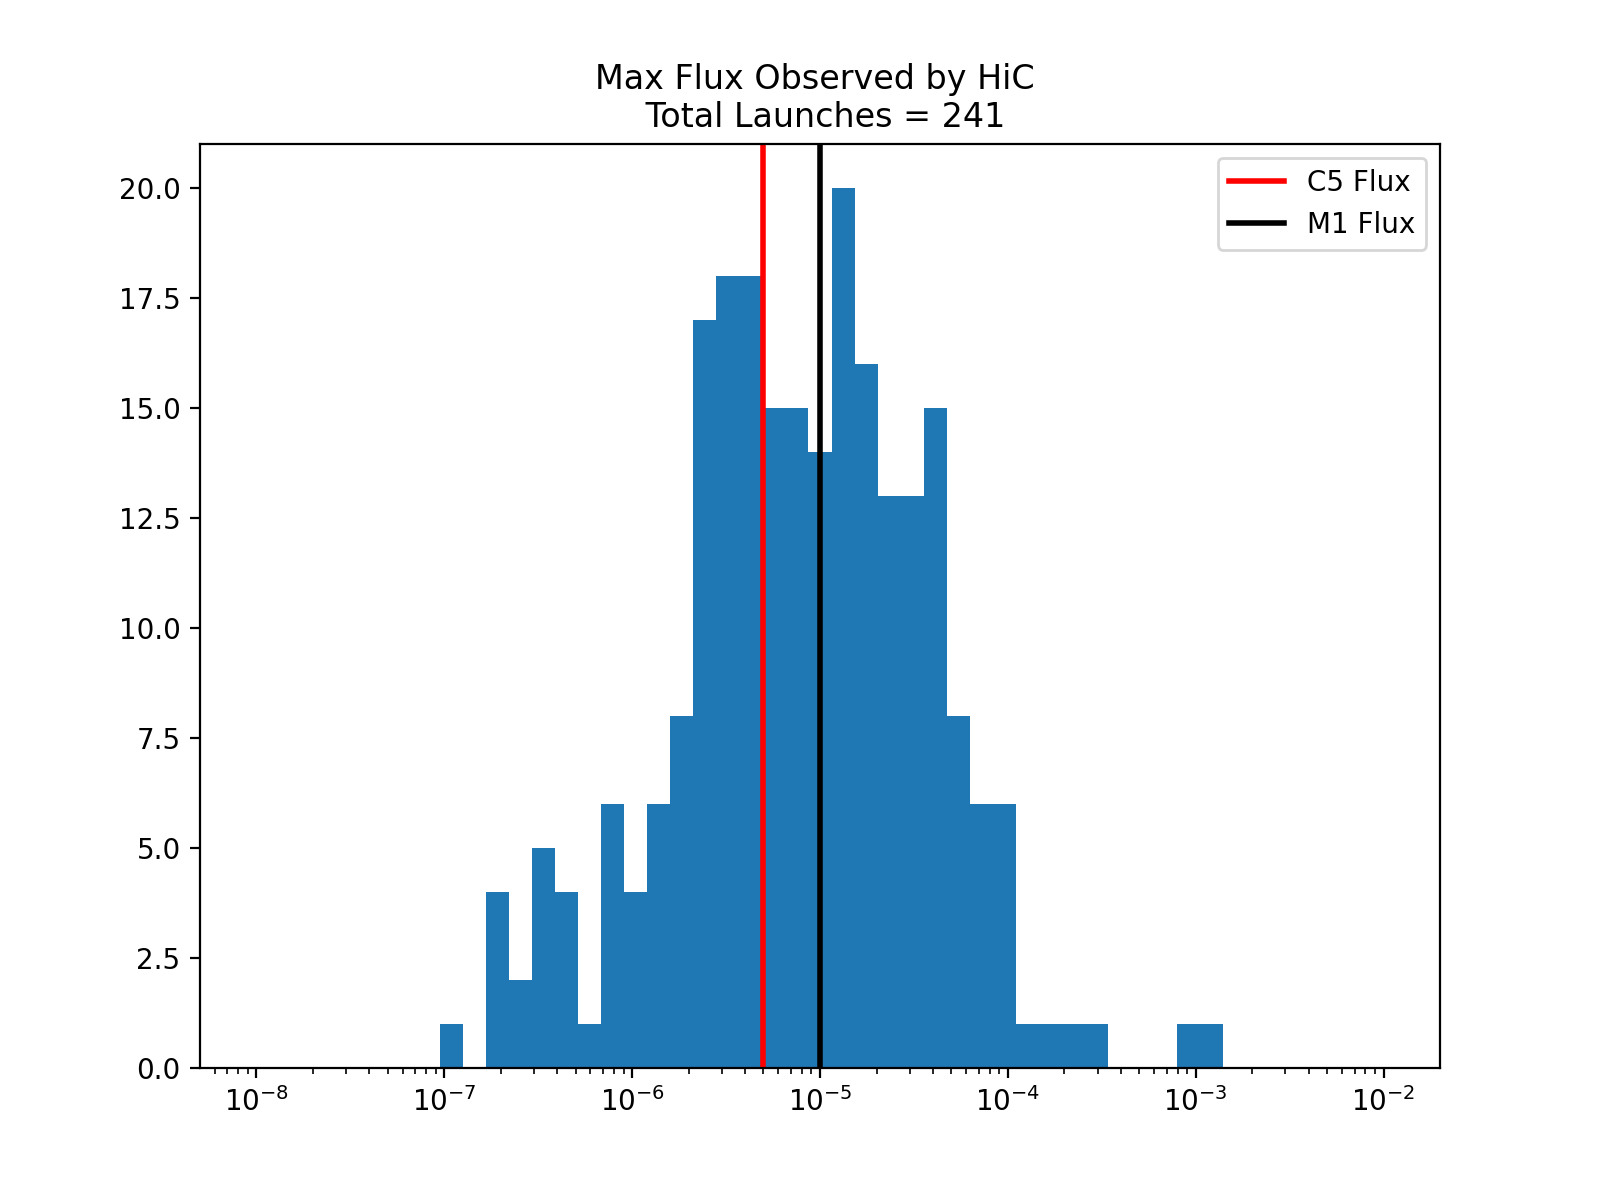 Max Flux Observed by HiC
Total Launches = 241
C5 Flux
M1 Flux
20.0
17.5
15.0
12.5
10.0
7.5
5.0
2.5
0.0
10⁻⁸ 10⁻⁷ 10⁻⁶ 10⁻⁵ 10⁻⁴ 10⁻³ 10⁻²